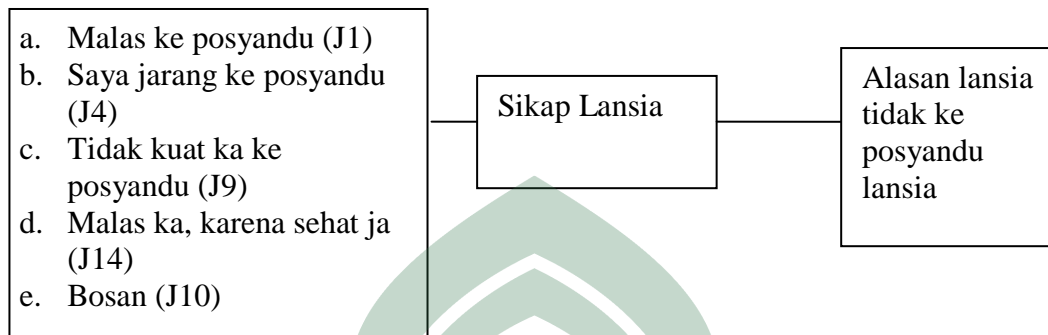 a. Malas ke posyandu (J1)
b. Saya jarang ke posyandu
(J4)
c. Tidak kuat ka ke
posyandu (J9)
d. Malas ka, karena sehat ja
(J14)
e. Bosan (J10)
Sikap Lansia
Alasan lansia
tidak ke
posyandu
lansia